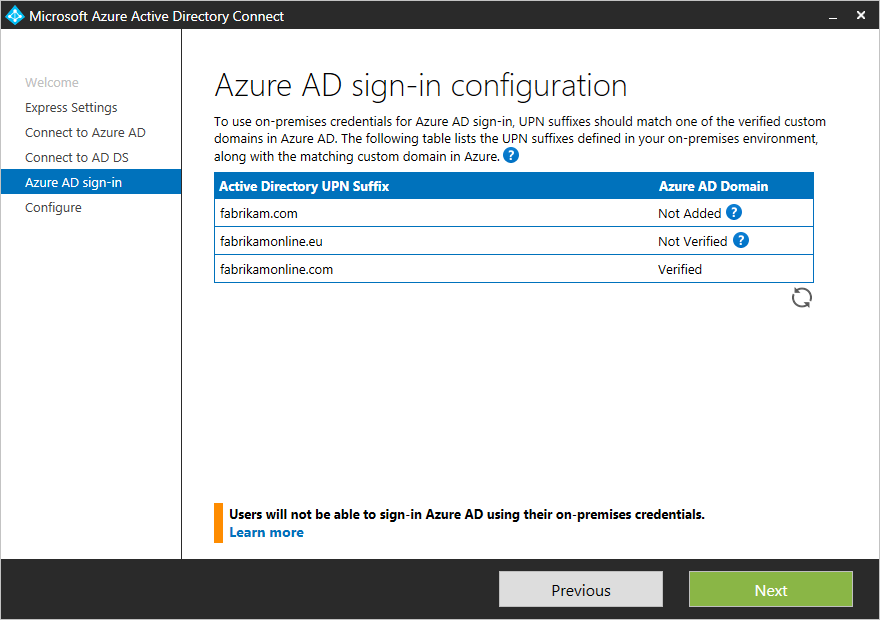 Microsoft Azure Active Directory Connect
Welcome
Express Settings
Connect to Azure AD
Connect to AD DS
Azure AD sign-in
Configure
Azure AD sign-in configuration
To use on-premises credentials for Azure AD sign-in, UPN suffixes should match one of the verified custom
domains in Azure AD. The following table lists the UPN suffixes defined in your on-premises environment,
along with the matching custom domain in Azure. ?
Active Directory UPN Suffix Azure AD Domain
fabrikam.com Not Added ?
fabrikamonline.eu Not Verified ?
fabrikamonline.com Verified
Users will not be able to sign-in Azure AD using their on-premises credentials.
Learn more
Previous Next